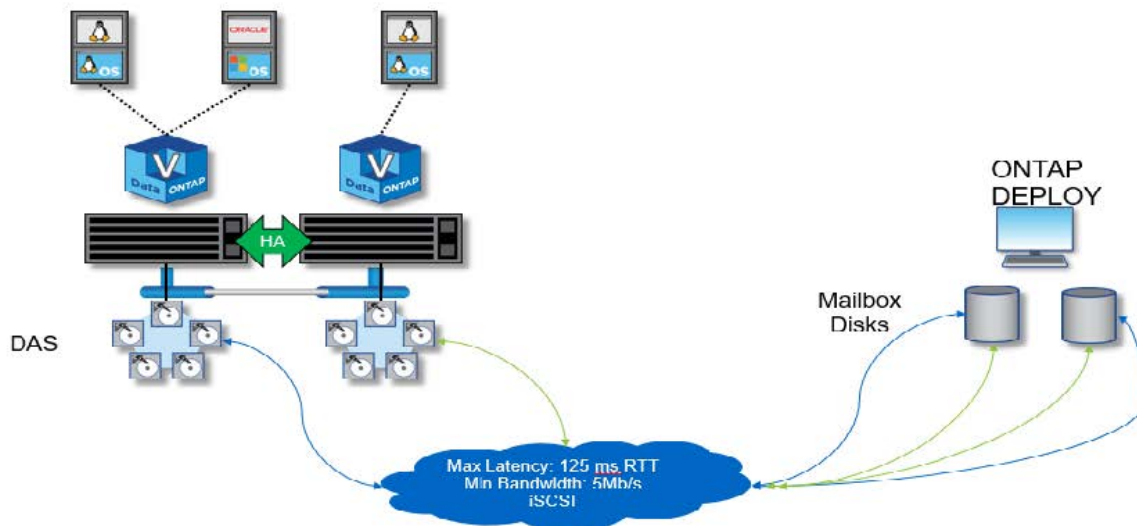 ORACLE
OS
OS
OS
V
Data ONTAP
V
Data ONTAP
HA
DAS
ONTAP
DEPLOY
Mailbox
Disks
Max Latency: 125 ms RTT
Min Bandwidth: 5Mb/s
iSCSI